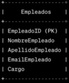 +------------------+
| Empleados |
+------------------+
| EmpleadoID (PK) |
| NombreEmpleado |
| ApellidoEmpleado |
| EmailEmpleado |
| Cargo |
+------------------+